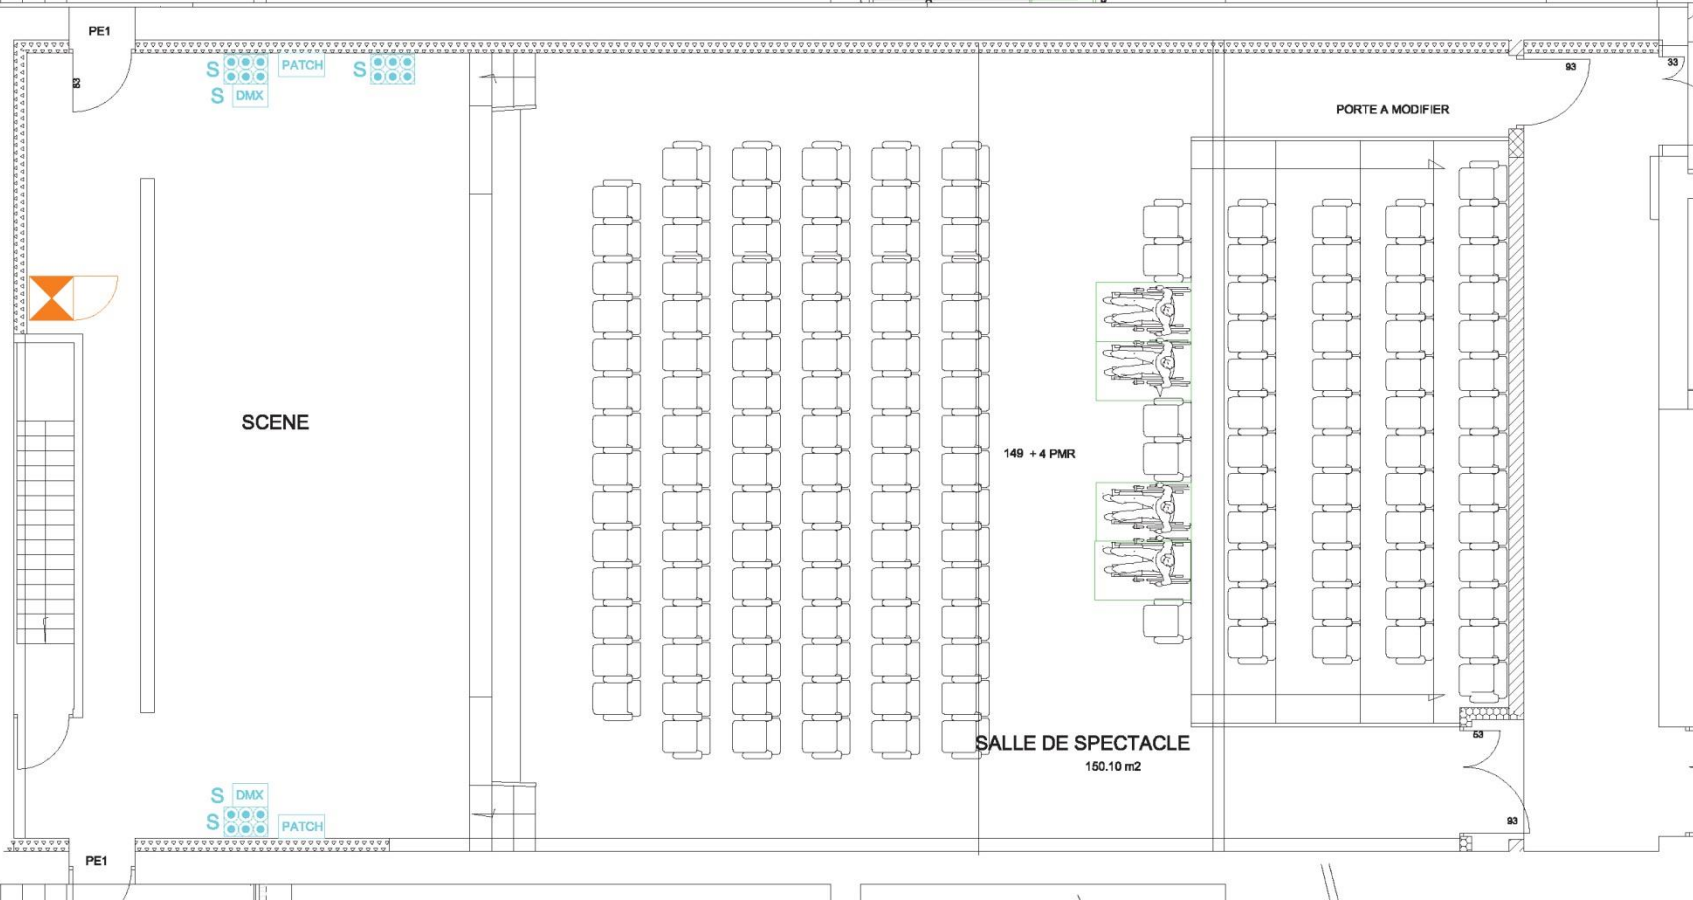 PE1
83
S
PATCH
S
S DMX
93
33
PORTE A MODIFIER
SCENE
149 + 4 PMR
SALLE DE SPECTACLE
150.10 m2
53
S DMX
S
PATCH
93
PE1